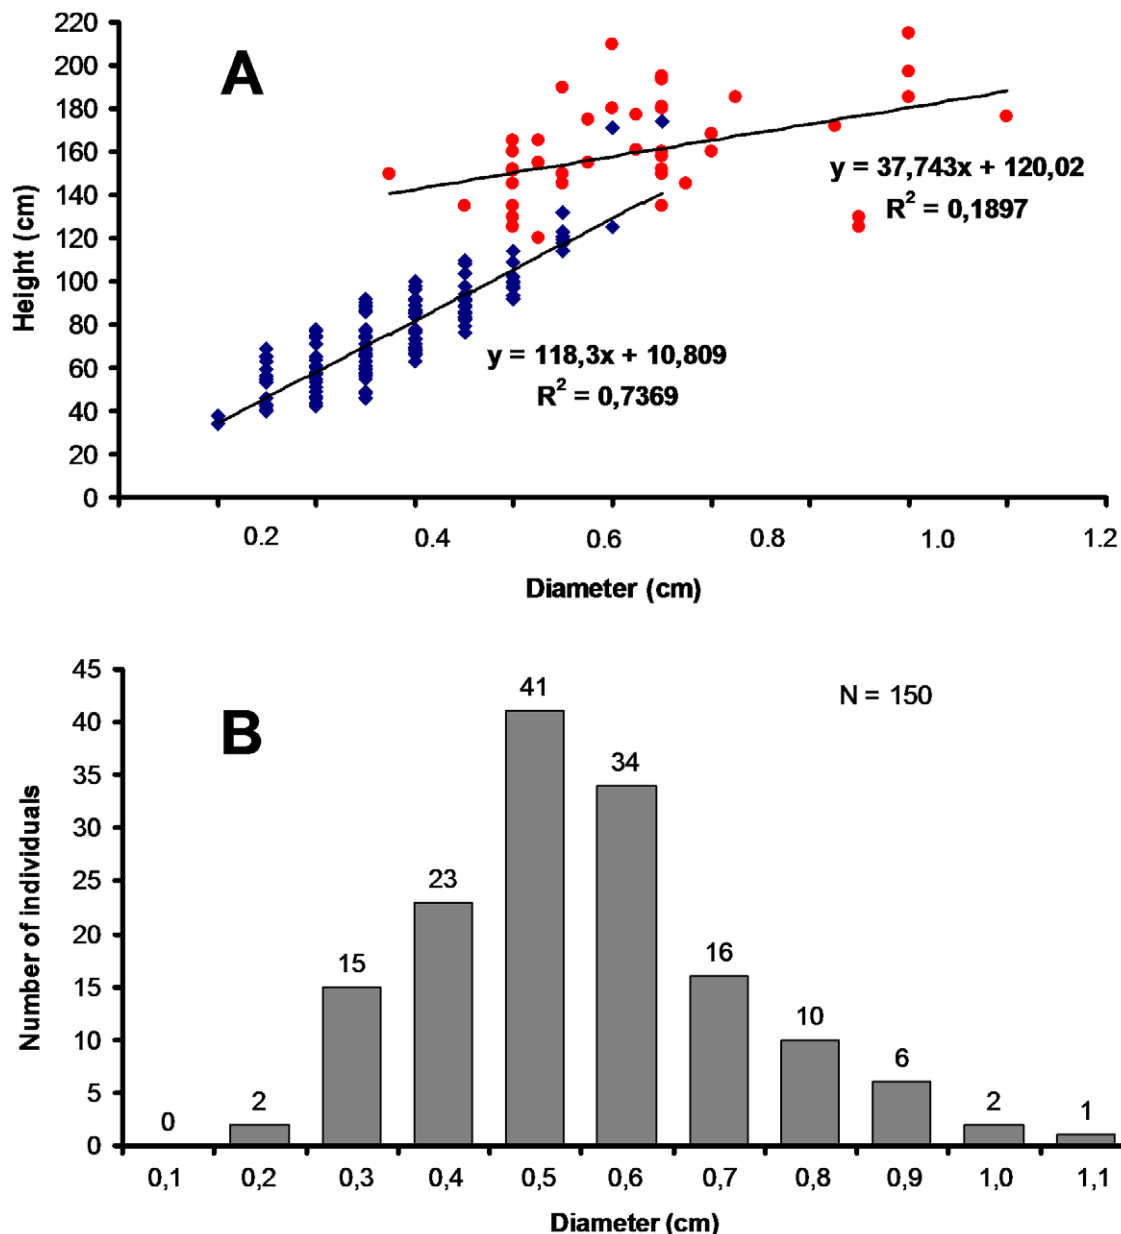 220
200
180
160
140
120
100
80
60
40
20
0
Height (cm)
A
y = 37,743x + 120,02
R² = 0,1897
y = 118,3x + 10,809
R² = 0,7369
0.2 0.4 0.6 0.8 1.0 1.2
Diameter (cm)
45
40
35
30
25
20
15
10
5
0
Number of individuals
B
N = 150
0 2 15 23 41 34 16 10 6 2 1
0,1 0,2 0,3 0,4 0,5 0,6 0,7 0,8 0,9 1,0 1,1
Diameter (cm)